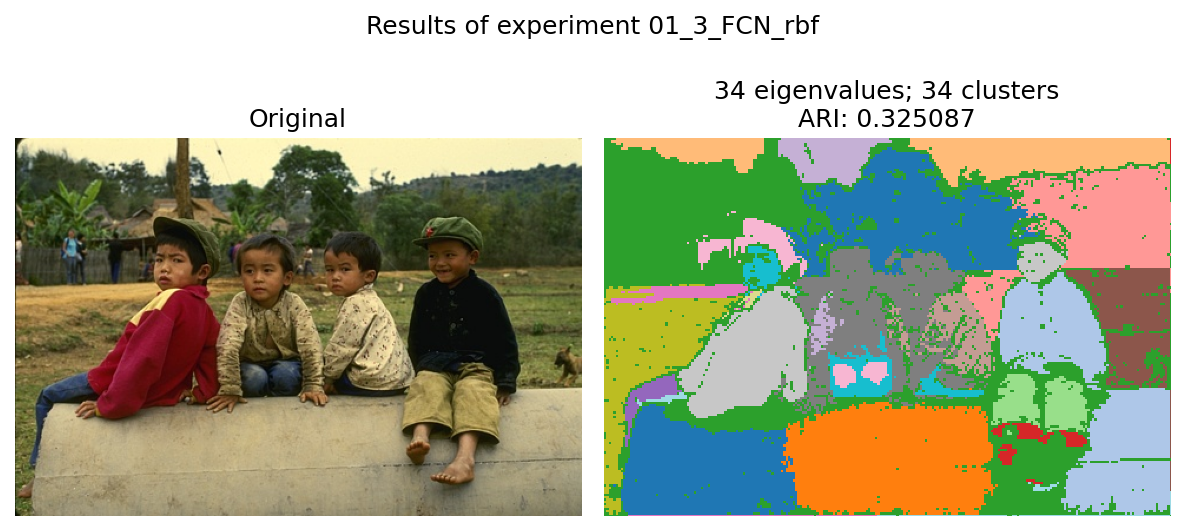 Results of experiment 01_3_FCN_rbf
Original
34 eigenvalues; 34 clusters
ARI: 0.325087